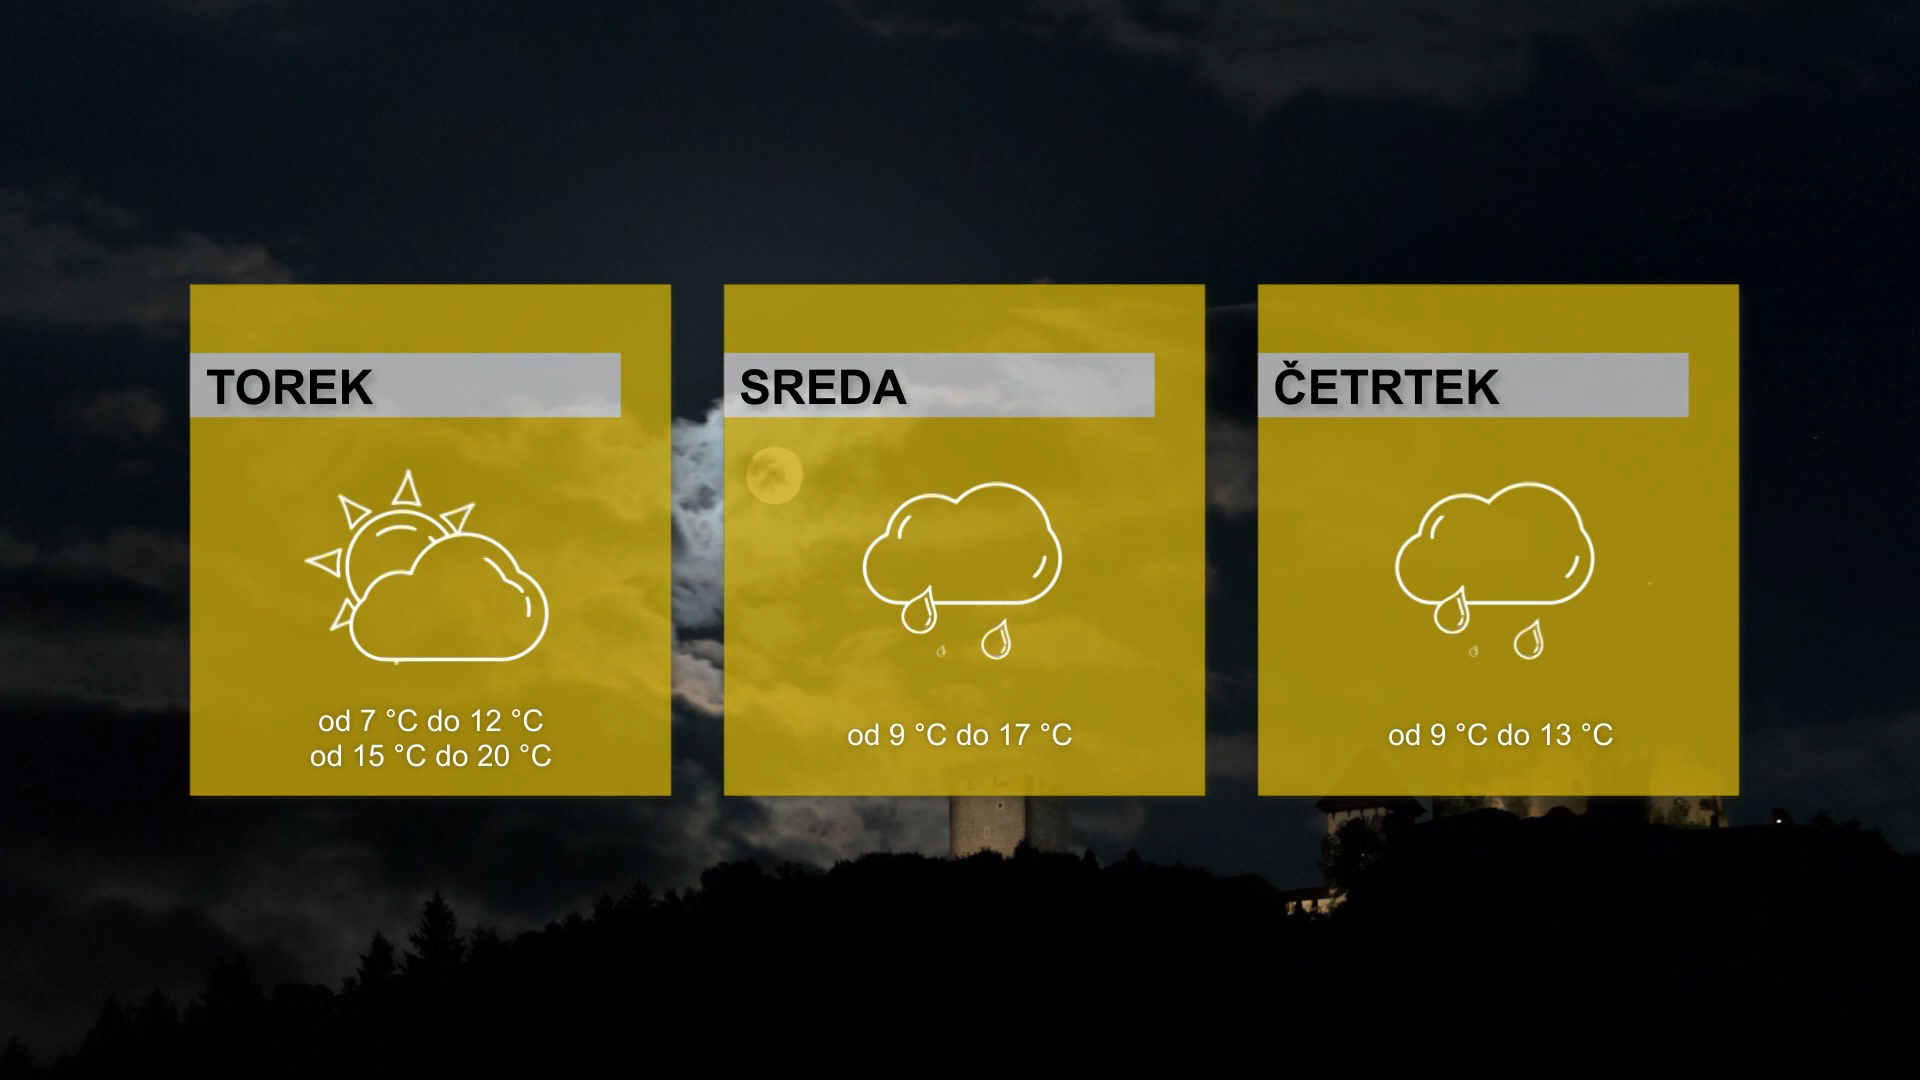 TOREK
od 7 °C do 12 °C
od 15 °C do 20 °C
SREDA
od 9 °C do 17 °C
ČETRTEK
od 9 °C do 13 °C